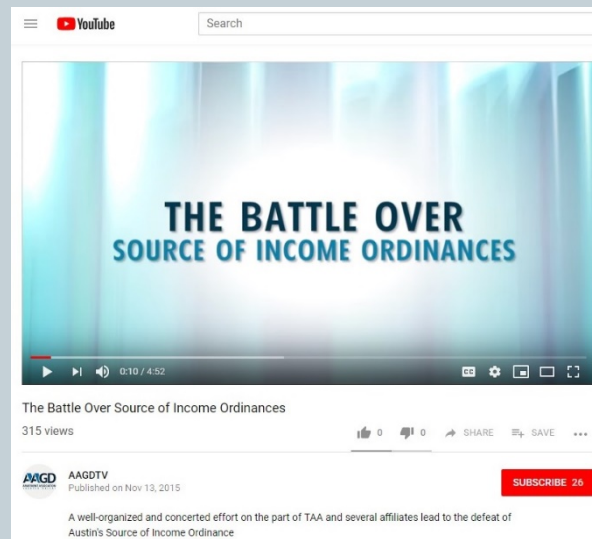 YouTube
Search
THE BATTLE OVER
SOURCE OF INCOME ORDINANCES
0:10 / 4:52
CC
The Battle Over Source of Income Ordinances
315 views
0
0
SHARE
SAVE
AAGD
AAGDTV
Published on Nov 13, 2015
SUBSCRIBE 26
A well-organized and concerted effort on the part of TAA and several affiliates lead to the defeat of
Austin's Source of Income Ordinance